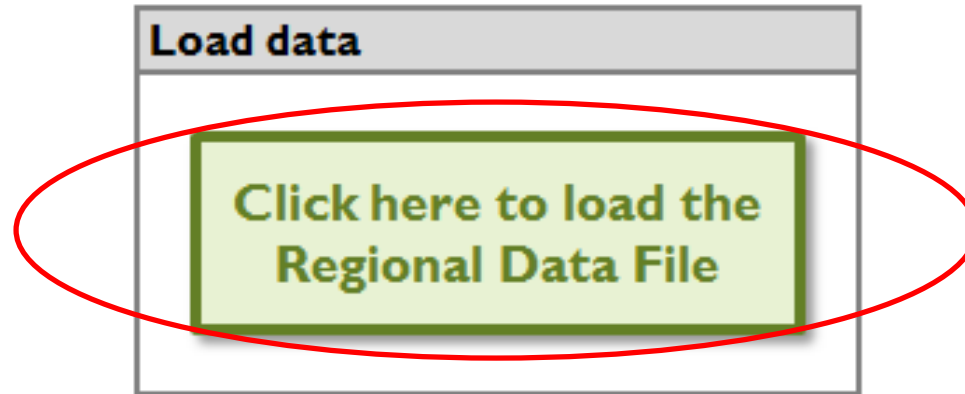 Load data
Click here to load the
Regional Data File